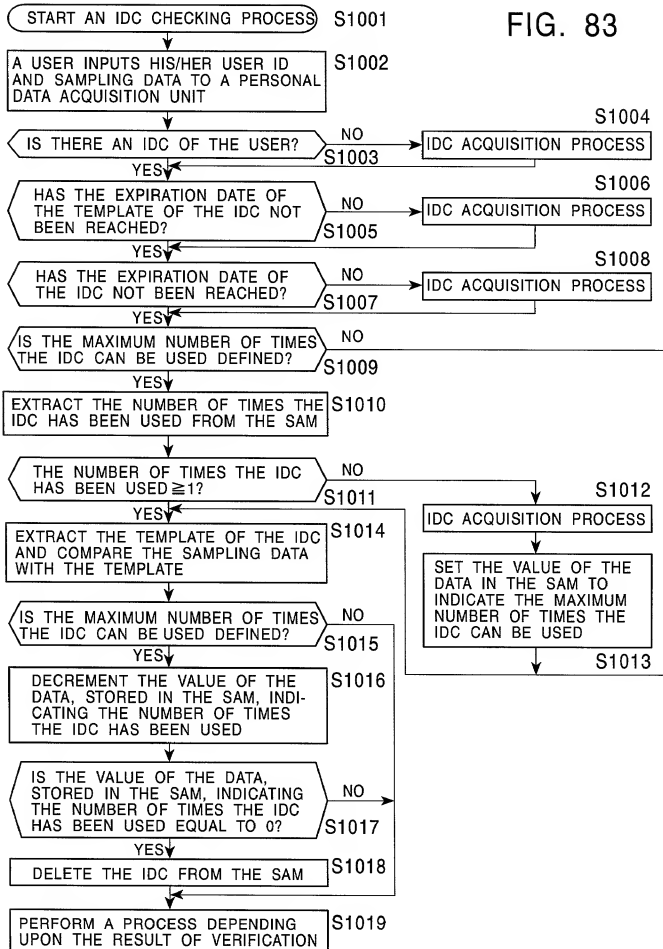 FIG. 83
START AN IDC CHECKING PROCESS
S1001
A USER INPUTS HIS/HER USER ID
AND SAMPLING DATA TO A PERSONAL
DATA ACQUISITION UNIT
S1002
IS THERE AN IDC OF THE USER?
NO
S1003
YES
S1004
IDC ACQUISITION PROCESS
HAS THE EXPIRATION DATE OF
THE TEMPLATE OF THE IDC NOT
BEEN REACHED?
NO
S1005
YES
S1006
IDC ACQUISITION PROCESS
HAS THE EXPIRATION DATE OF
THE IDC NOT BEEN REACHED?
NO
S1007
YES
S1008
IDC ACQUISITION PROCESS
IS THE MAXIMUM NUMBER OF TIMES
THE IDC CAN BE USED DEFINED?
NO
S1009
YES
EXTRACT THE NUMBER OF TIMES THE
IDC HAS BEEN USED FROM THE SAM
S1010
THE NUMBER OF TIMES THE IDC
HAS BEEN USED ≧1?
NO
S1011
YES
S1012
IDC ACQUISITION PROCESS
SET THE VALUE OF THE
DATA IN THE SAM TO
INDICATE THE MAXIMUM
NUMBER OF TIMES THE
IDC CAN BE USED
S1013
EXTRACT THE TEMPLATE OF THE IDC
AND COMPARE THE SAMPLING DATA
WITH THE TEMPLATE
S1014
IS THE MAXIMUM NUMBER OF TIMES
THE IDC CAN BE USED DEFINED?
NO
S1015
YES
DECREMENT THE VALUE OF THE
DATA, STORED IN THE SAM, INDI-
CATING THE NUMBER OF TIMES
THE IDC HAS BEEN USED
S1016
IS THE VALUE OF THE DATA,
STORED IN THE SAM, INDICATING
THE NUMBER OF TIMES THE IDC
HAS BEEN USED EQUAL TO 0?
NO
S1017
YES
DELETE THE IDC FROM THE SAM
S1018
PERFORM A PROCESS DEPENDING
UPON THE RESULT OF VERIFICATION
S1019